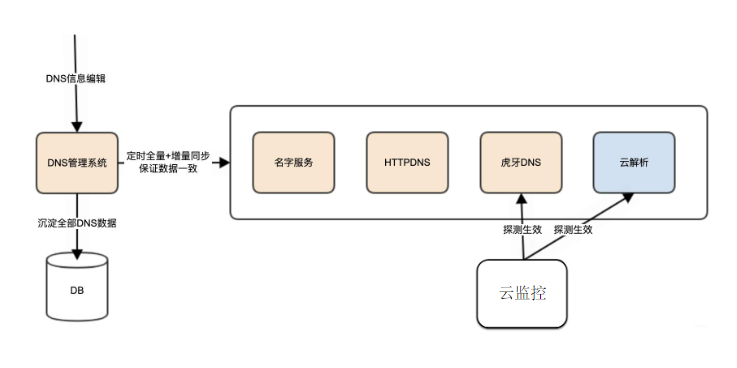 DNS信息编辑
DNS管理系统
定时全量+增量同步
保证数据一致
名字服务
HTTPDNS
虎牙DNS
云解析
沉淀全部DNS数据
探测生效
探测生效
DB
云监控